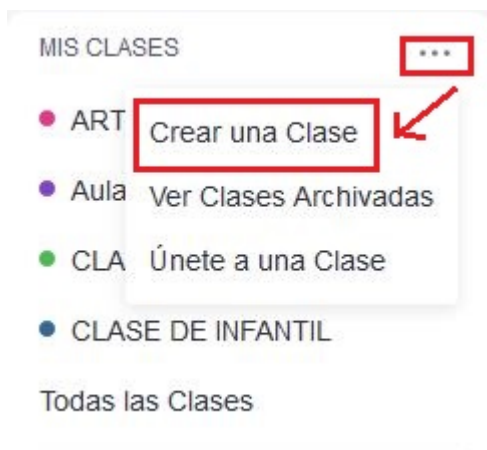 MIS CLASES ...
ART
Crear una Clase
Aula
Ver Clases Archivadas
CLA
Únete a una Clase
CLASE DE INFANTIL
Todas las Clases